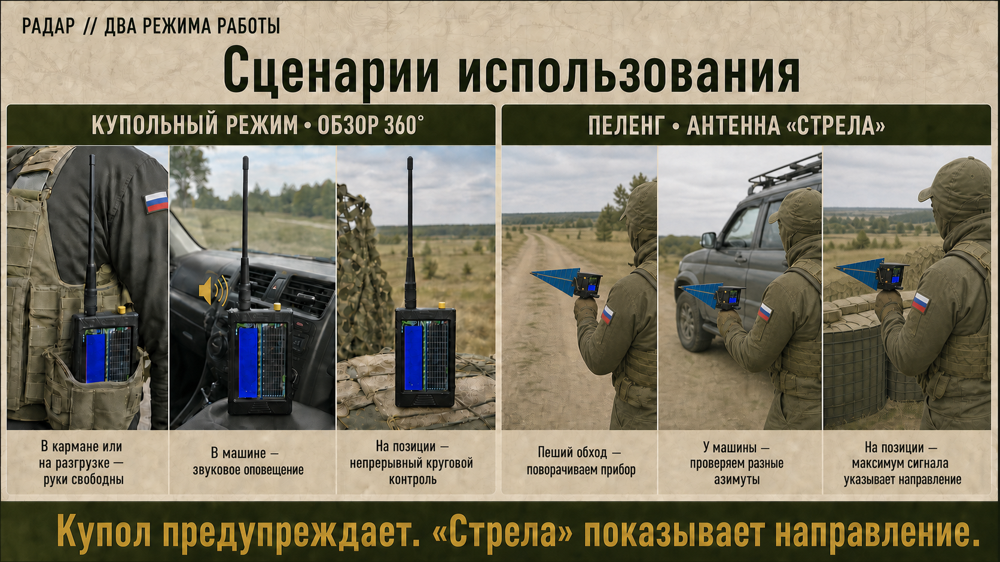 РАДАР // ДВА РЕЖИМА РАБОТЫ
Сценарии использования
КУПОЛЬНЫЙ РЕЖИМ • ОБЗОР 360°
В кармане или
на разгрузке –
руки свободны
В машине –
звуковое оповещение
На позиции –
непрерывный круговой
контроль
ПЕЛЕНГ • АНТЕННА «СТРЕЛА»
Пеший обход –
поворачиваем прибор
У машины –
проверяем разные
азимуты
На позиции –
максимум сигнала
указывает направление
Купол предупреждает. «Стрела» показывает направление.